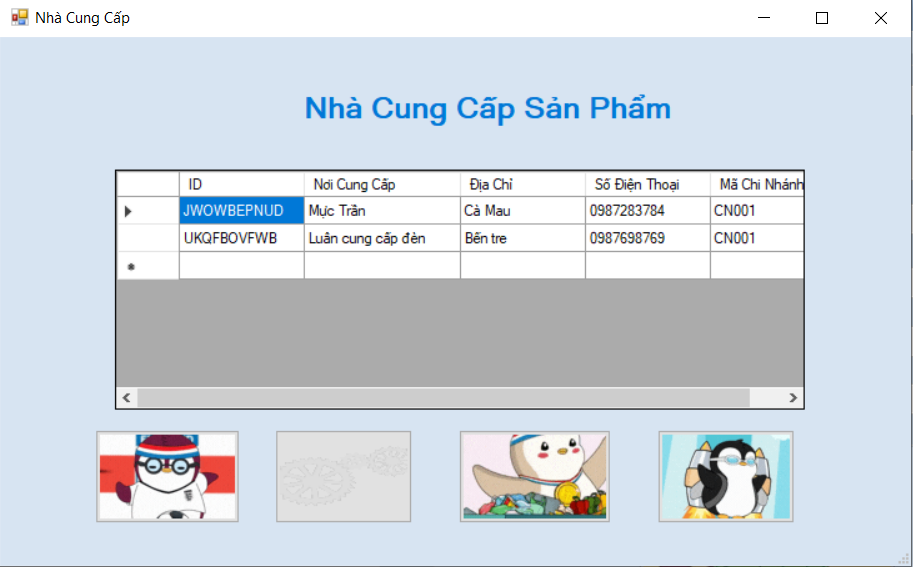 Nhà Cung Cấp
Nhà Cung Cấp Sản Phẩm
ID Nơi Cung Cấp Địa Chỉ Số Điện Thoại Mã Chi Nhánh
JWOWBEPNUD Mực Trần Cà Mau 0987283784 CN001
UKQFBOVFWB Luân cung cấp đèn Bến tre 0987698769 CN001